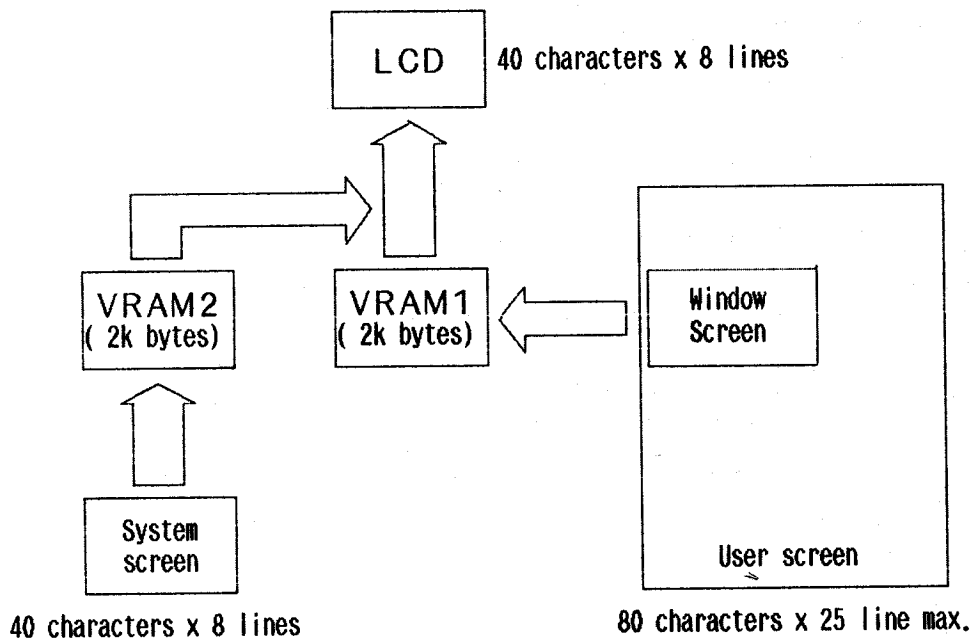 LCD
40 characters x 8 lines
VRAM2
( 2k bytes)
VRAM1
( 2k bytes)
Window
Screen
System
screen
User screen
40 characters x 8 lines
80 characters x 25 line max.